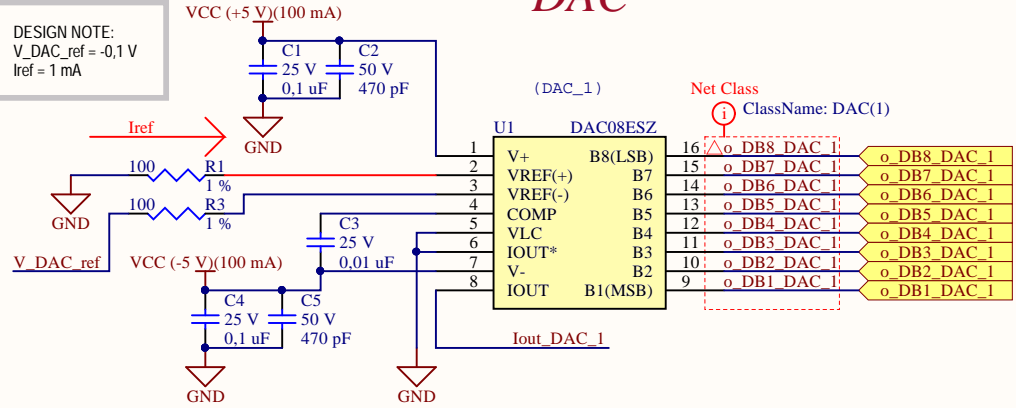 DAC
VCC (+5 V)(100 mA)
DESIGN NOTE:
V_DAC_ref = -0,1 V
Iref = 1 mA
C1
25 V
0,1 uF
C2
50 V
470 pF
GND
(DAC_1)
Net Class
i
ClassName: DAC(1)
Iref
U1
DAC08ESZ
100
R1
1 %
GND
100
R3
1 %
V_DAC_ref
1
V+
2
VREF(+)
3
VREF(-)
4
COMP
5
VLC
6
IOUT*
7
V-
8
IOUT
B8(LSB)
16
o_DB8_DAC_1
o_DB8_DAC_1
B7
15
o_DB7_DAC_1
o_DB7_DAC_1
B6
14
o_DB6_DAC_1
o_DB6_DAC_1
B5
13
o_DB5_DAC_1
o_DB5_DAC_1
B4
12
o_DB4_DAC_1
o_DB4_DAC_1
B3
11
o_DB3_DAC_1
o_DB3_DAC_1
B2
10
o_DB2_DAC_1
o_DB2_DAC_1
B1(MSB)
9
o_DB1_DAC_1
o_DB1_DAC_1
C3
25 V
0,01 uF
VCC (-5 V)(100 mA)
C4
25 V
0,1 uF
C5
50 V
470 pF
Iout_DAC_1
GND
GND